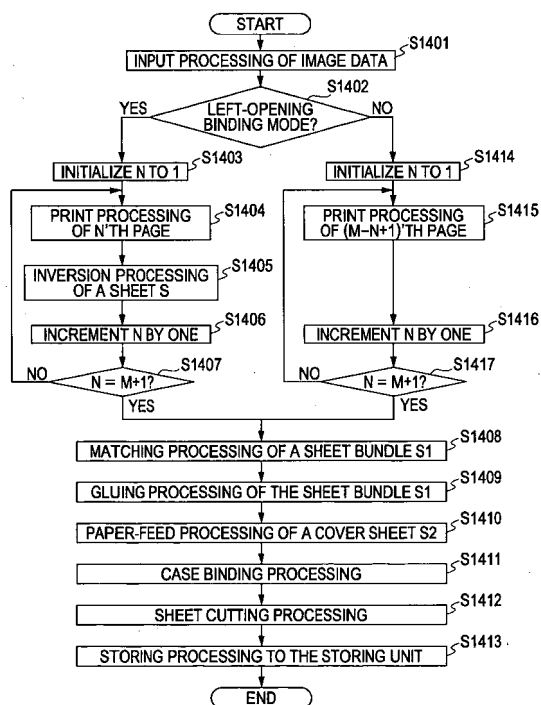 START
S1401
INPUT PROCESSING OF IMAGE DATA
S1402
YES
LEFT-OPENING
BINDING MODE?
NO
S1403
INITIALIZE N TO 1
S1404
PRINT PROCESSING
OF N'TH PAGE
S1405
INVERSION PROCESSING
OF A SHEET S
S1406
INCREMENT N BY ONE
S1407
NO
N = M+1?
YES
S1414
INITIALIZE N TO 1
S1415
PRINT PROCESSING
OF (M−N+1)'TH PAGE
S1416
INCREMENT N BY ONE
S1417
NO
N = M+1?
YES
S1408
MATCHING PROCESSING OF A SHEET BUNDLE S1
S1409
GLUING PROCESSING OF THE SHEET BUNDLE S1
S1410
PAPER-FEED PROCESSING OF A COVER SHEET S2
S1411
CASE BINDING PROCESSING
S1412
SHEET CUTTING PROCESSING
S1413
STORING PROCESSING TO THE STORING UNIT
END